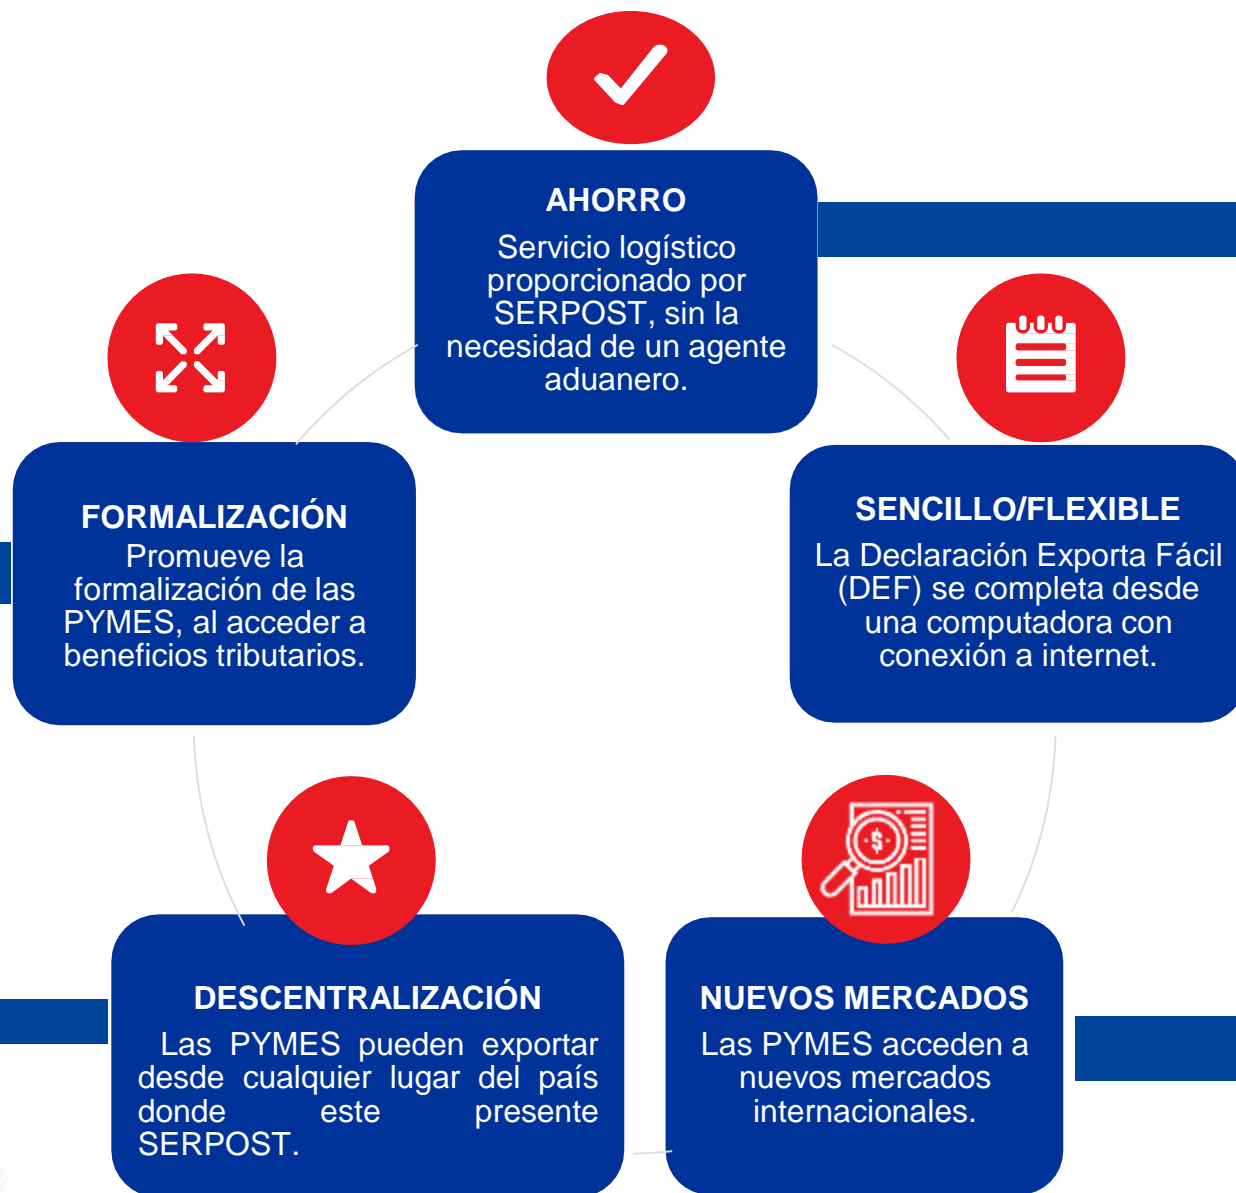 AHORRO
Servicio logístico
proporcionado por
SERPOST, sin la
necesidad de un agente
aduanero.
FORMALIZACIÓN
Promueve la
formalización de las
PYMES, al acceder a
beneficios tributarios.
SENCILLO/FLEXIBLE
La Declaración Exporta Fácil
(DEF) se completa desde
una computadora con
conexión a internet.
DESCENTRALIZACIÓN
Las PYMES pueden exportar
desde cualquier lugar del país
donde este presente
SERPOST.
NUEVOS MERCADOS
Las PYMES acceden a
nuevos mercados
internacionales.
$